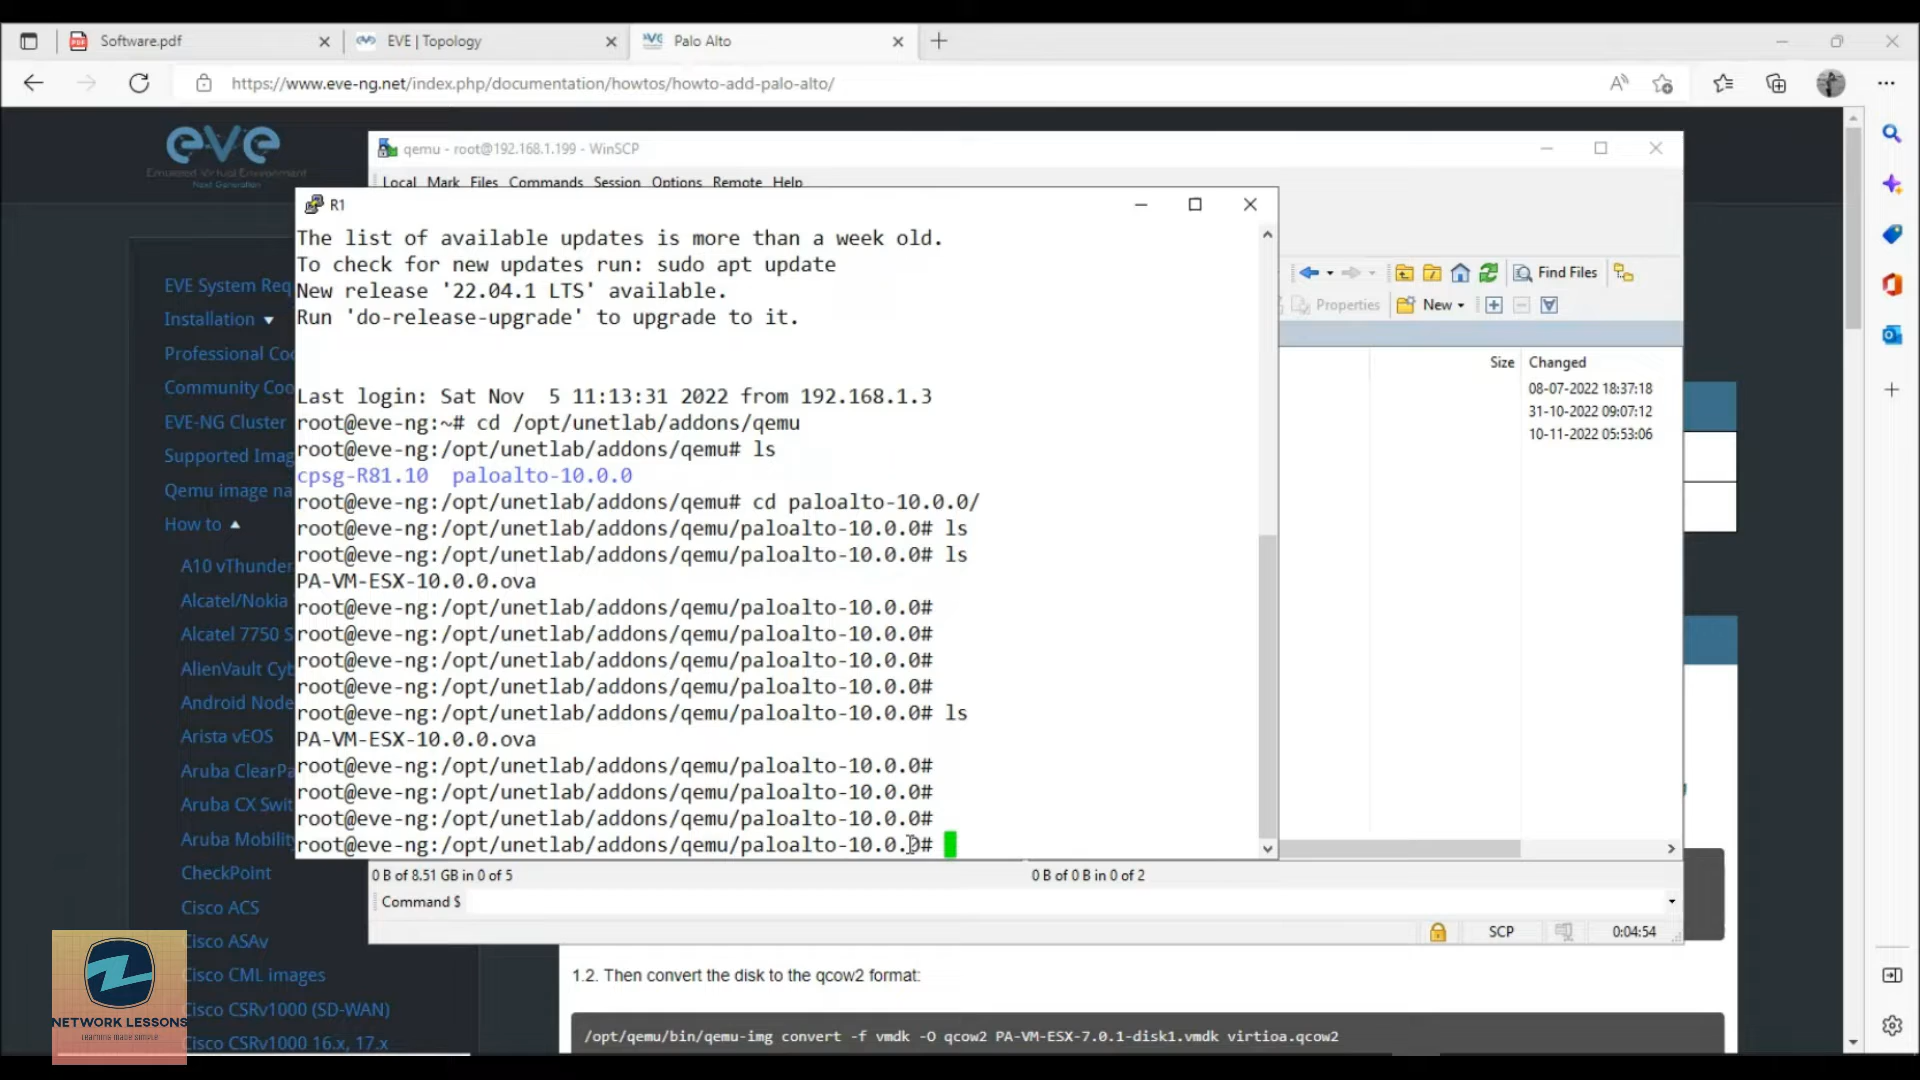 Software.pdf
EVE | Topology
Palo Alto
https://www.eve-ng.net/index.php/documentation/howtos/howto-add-palo-alto/
eve
Emulated Virtual Environment
Next Generation
qemu - root@192.168.1.199 - WinSCP
Local Mark Files Commands Session Options Remote Help
R1
The list of available updates is more than a week old.
To check for new updates run: sudo apt update
New release '22.04.1 LTS' available.
Run 'do-release-upgrade' to upgrade to it.
Last login: Sat Nov  5 11:13:31 2022 from 192.168.1.3
root@eve-ng:~# cd /opt/unetlab/addons/qemu
root@eve-ng:/opt/unetlab/addons/qemu# ls
cpsg-R81.10  paloalto-10.0.0
root@eve-ng:/opt/unetlab/addons/qemu# cd paloalto-10.0.0/
root@eve-ng:/opt/unetlab/addons/qemu/paloalto-10.0.0# ls
root@eve-ng:/opt/unetlab/addons/qemu/paloalto-10.0.0# ls
PA-VM-ESX-10.0.0.ova
root@eve-ng:/opt/unetlab/addons/qemu/paloalto-10.0.0#
root@eve-ng:/opt/unetlab/addons/qemu/paloalto-10.0.0#
root@eve-ng:/opt/unetlab/addons/qemu/paloalto-10.0.0#
root@eve-ng:/opt/unetlab/addons/qemu/paloalto-10.0.0#
root@eve-ng:/opt/unetlab/addons/qemu/paloalto-10.0.0# ls
PA-VM-ESX-10.0.0.ova
root@eve-ng:/opt/unetlab/addons/qemu/paloalto-10.0.0#
root@eve-ng:/opt/unetlab/addons/qemu/paloalto-10.0.0#
root@eve-ng:/opt/unetlab/addons/qemu/paloalto-10.0.0#
root@eve-ng:/opt/unetlab/addons/qemu/paloalto-10.0.0#
Find Files
Properties
New
Size Changed
08-07-2022 18:37:18
31-10-2022 09:07:12
10-11-2022 05:53:06
0 B of 8.51 GB in 0 of 5
0 B of 0 B in 0 of 2
Command $
SCP
0:04:54
EVE System Req
Installation
Professional Coo
Community Coo
EVE-NG Cluster
Supported Imag
Qemu image na
How to
A10 vThunder
Alcatel/Nokia
Alcatel 7750 S
AlienVault Cyb
Android Node
Arista vEOS
Aruba ClearPa
Aruba CX Swit
Aruba Mobility
CheckPoint
Cisco ACS
Cisco ASAv
Cisco CML images
Cisco CSRv1000 (SD-WAN)
Cisco CSRv1000 16.x, 17.x
1.2. Then convert the disk to the qcow2 format:
/opt/qemu/bin/qemu-img convert -f vmdk -O qcow2 PA-VM-ESX-7.0.1-disk1.vmdk virtioa.qcow2
NETWORK LESSONS
learning made simple